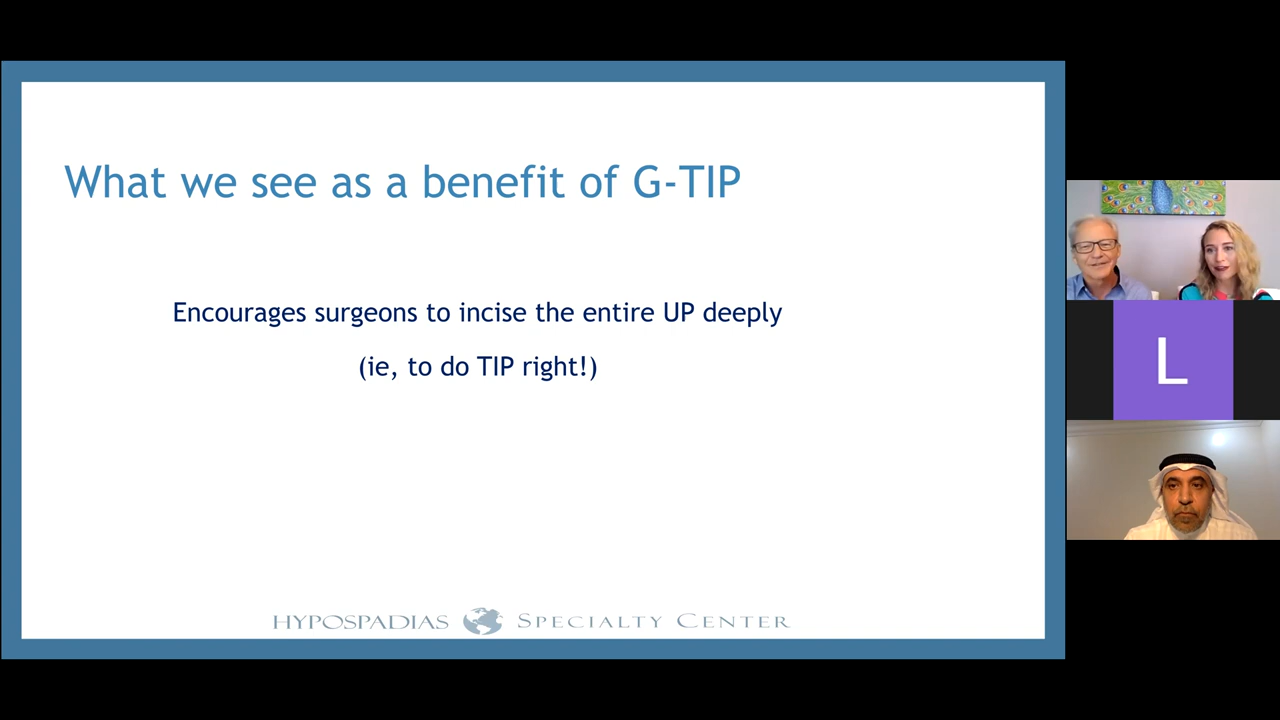 What we see as a benefit of G-TIP
Encourages surgeons to incise the entire UP deeply
(ie, to do TIP right!)
HYPOSPADIAS SPECIALTY CENTER
L